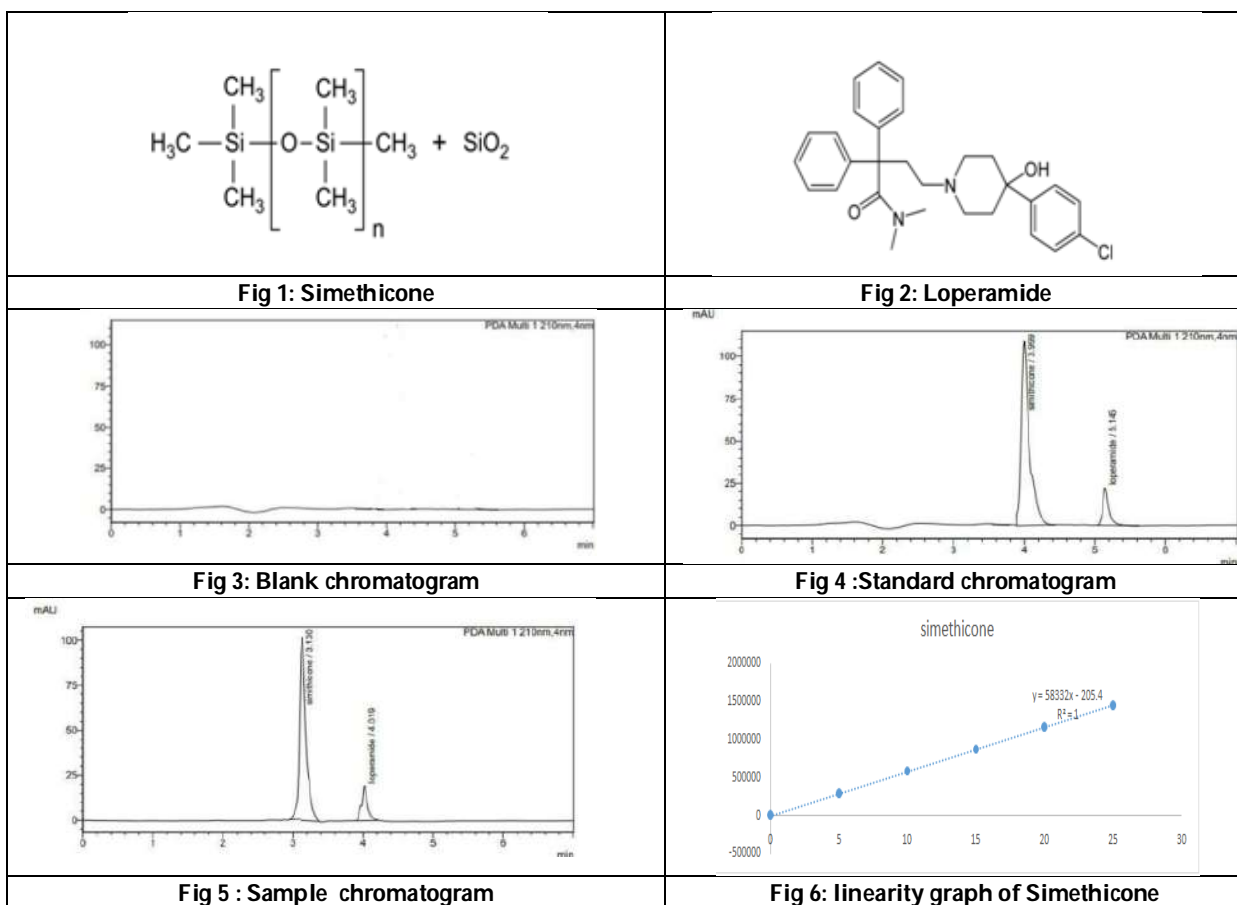 CH3 CH3
H3C Si O Si CH3 + SiO2
CH3 CH3
n
OH
N
O
N
Cl
Fig 1: Simethicone
Fig 2: Loperamide
PDA Multi 1 210nm,4nm
100
75
50
25
0
0 1 2 3 4 5 6
min
Fig 3: Blank chromatogram
mAU
PDA Multi 1 210nm,4nm
100
75
50
25
0
simithicone / 3.999
loperamide / 5.145
0 1 2 3 4 5 6
min
Fig 4 :Standard chromatogram
mAU
PDA Multi 1 210nm,4nm
100
75
50
25
0
simithicone / 3.130
loperamide / 4.019
0 1 2 3 4 5 6
min
Fig 5 : Sample chromatogram
simethicone
2000000
1500000
1000000
500000
0
-500000
y = 58332x - 205.4
R² = 1
0 5 10 15 20 25 30
Fig 6: linearity graph of Simethicone